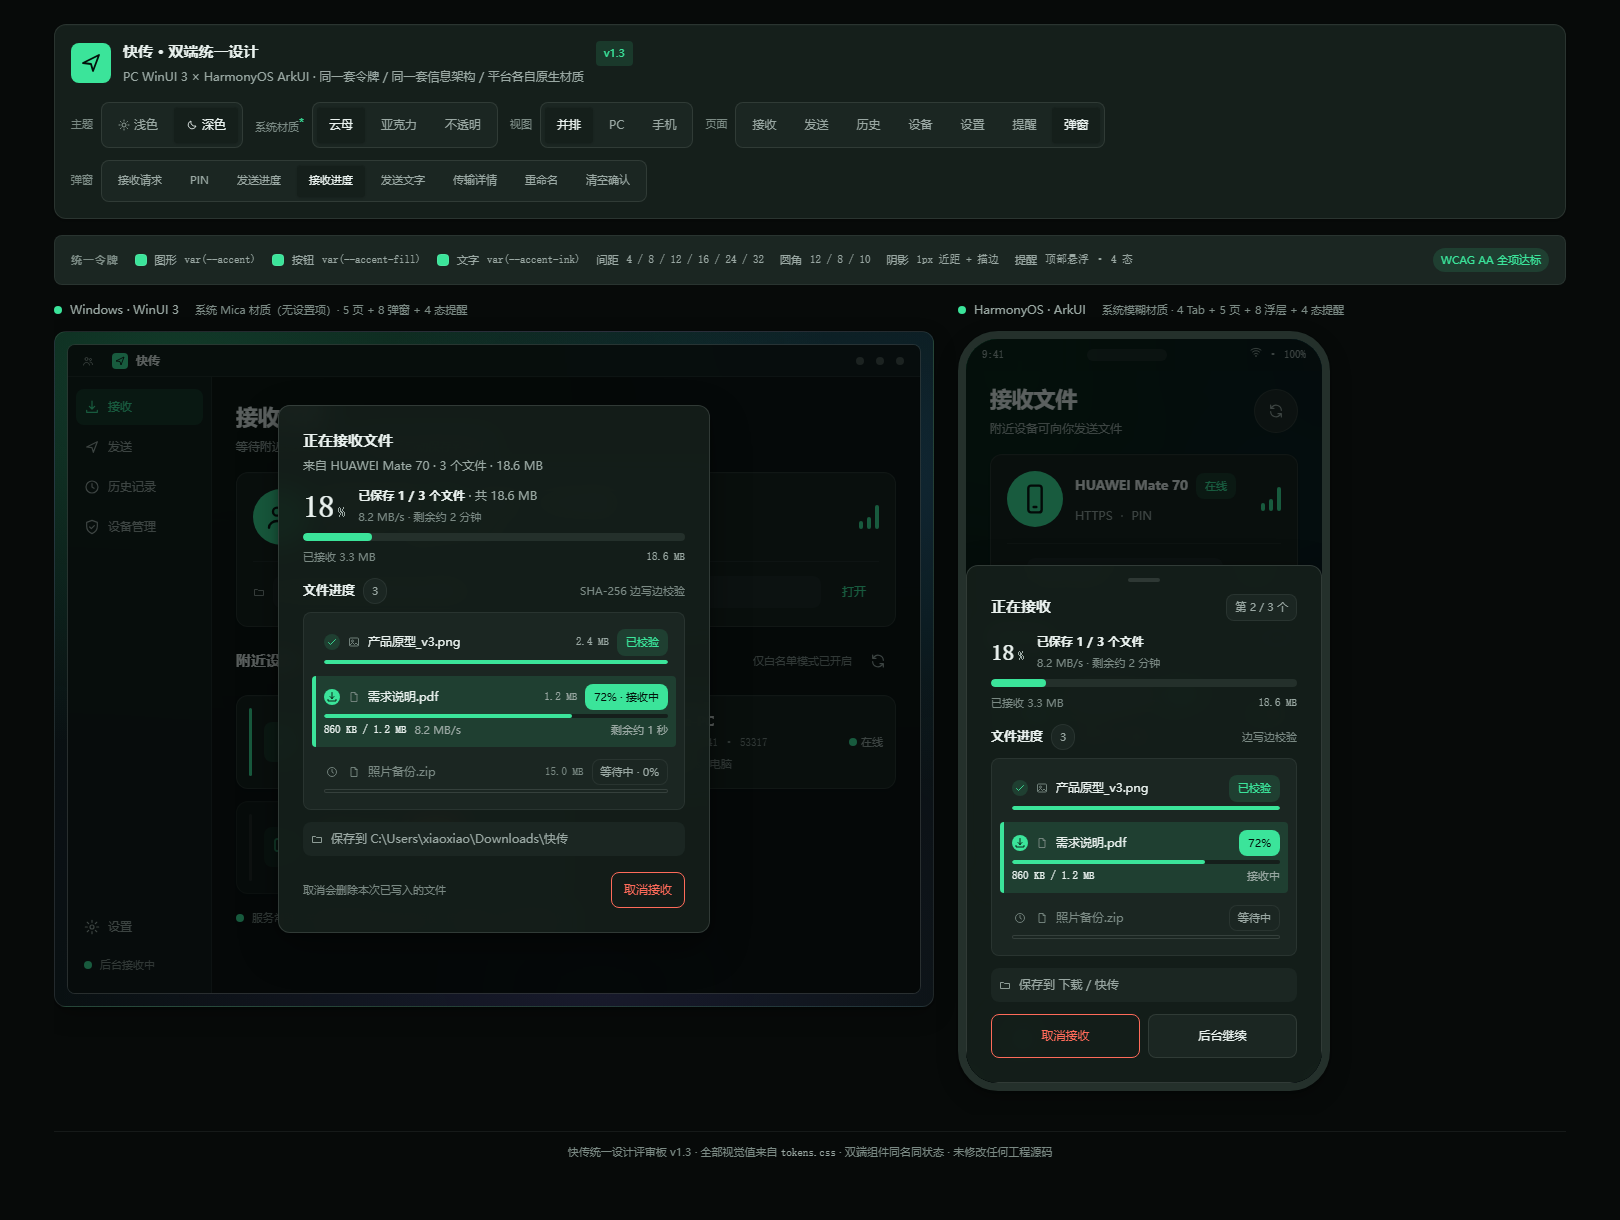 快传 · 双端统一设计
v1.3
PC WinUI 3 × HarmonyOS ArkUI · 同一套令牌 / 同一套信息架构 / 平台各自原生材质
主题 浅色 深色 系统材质* 云母 亚克力 不透明 视图 并排 PC 手机 页面 接收 发送 历史 设备 设置 提醒 弹窗
弹窗 接收请求 PIN 发送进度 接收进度 发送文字 传输详情 重命名 清空确认
统一令牌 图形 var(--accent) 按钮 var(--accent-fill) 文字 var(--accent-ink) 间距 4 / 8 / 12 / 16 / 24 / 32 圆角 12 / 8 / 10 阴影 1px 近距 + 描边 提醒 顶部悬浮 · 4 态 WCAG AA 全项达标
Windows · WinUI 3 系统 Mica 材质（无设置项）· 5 页 + 8 弹窗 + 4 态提醒
快传
接收
发送
历史记录
设备管理
设置
后台接收中
接收
等待附近
打开
附近设
仅白名单模式已开启
53317
在线
电脑
服务
正在接收文件
来自 HUAWEI Mate 70 · 3 个文件 · 18.6 MB
18 %
已保存 1 / 3 个文件 · 共 18.6 MB
8.2 MB/s · 剩余约 2 分钟
已接收 3.3 MB 18.6 MB
文件进度 3 SHA-256 边写边校验
产品原型_v3.png 2.4 MB 已校验
需求说明.pdf 1.2 MB 72% · 接收中
860 KB / 1.2 MB 8.2 MB/s 剩余约 1 秒
照片备份.zip 15.0 MB 等待中 · 0%
保存到 C:\Users\xiaoxiao\Downloads\快传
取消会删除本次已写入的文件 取消接收
HarmonyOS · ArkUI 系统模糊材质 · 4 Tab + 5 页 + 8 浮层 + 4 态提醒
9:41 100%
接收文件
附近设备可向你发送文件
HUAWEI Mate 70 在线
HTTPS · PIN
正在接收 第 2 / 3 个
18 %
已保存 1 / 3 个文件
8.2 MB/s · 剩余约 2 分钟
已接收 3.3 MB 18.6 MB
文件进度 3 边写边校验
产品原型_v3.png 已校验
需求说明.pdf 72%
860 KB / 1.2 MB 接收中
照片备份.zip 等待中
保存到 下载 / 快传
取消接收 后台继续
快传统一设计评审板 v1.3 · 全部视觉值来自 tokens.css · 双端组件同名同状态 · 未修改任何工程源码